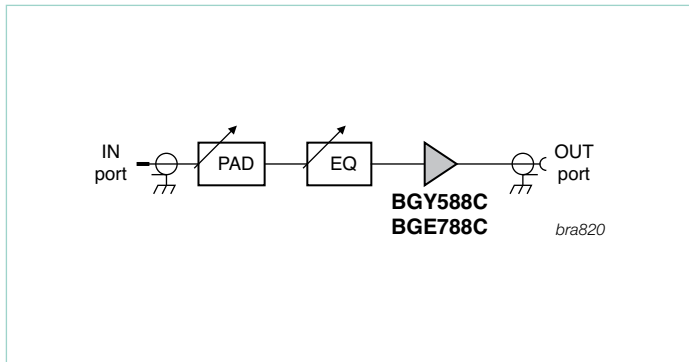 IN
port
PAD
EQ
OUT
port
BGY588C
BGE788C
bra820